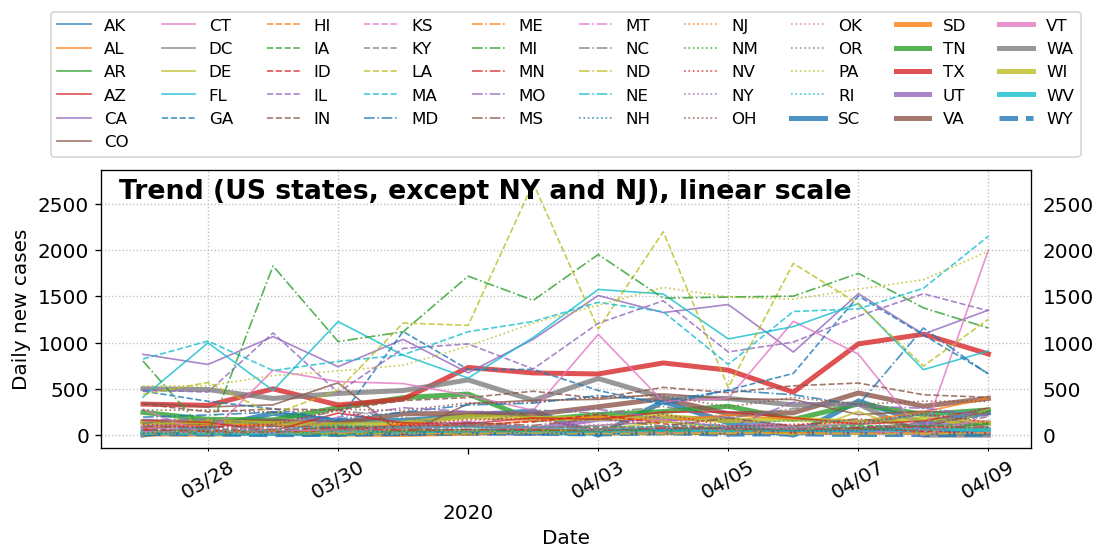 AK CT HI KS ME MT NJ OK SD VT
AL DC IA KY MI NC NM OR TN WA
AR DE ID LA MN ND NV PA TX WI
AZ FL IL MA MO NE NY RI UT WV
CA GA IN MD MS NH OH SC VA WY
CO
Trend (US states, except NY and NJ), linear scale
2500 2500
2000 2000
1500 1500
1000 1000
500 500
0 0
Daily new cases
03/28 03/30 04/03 04/05 04/07 04/09
2020
Date